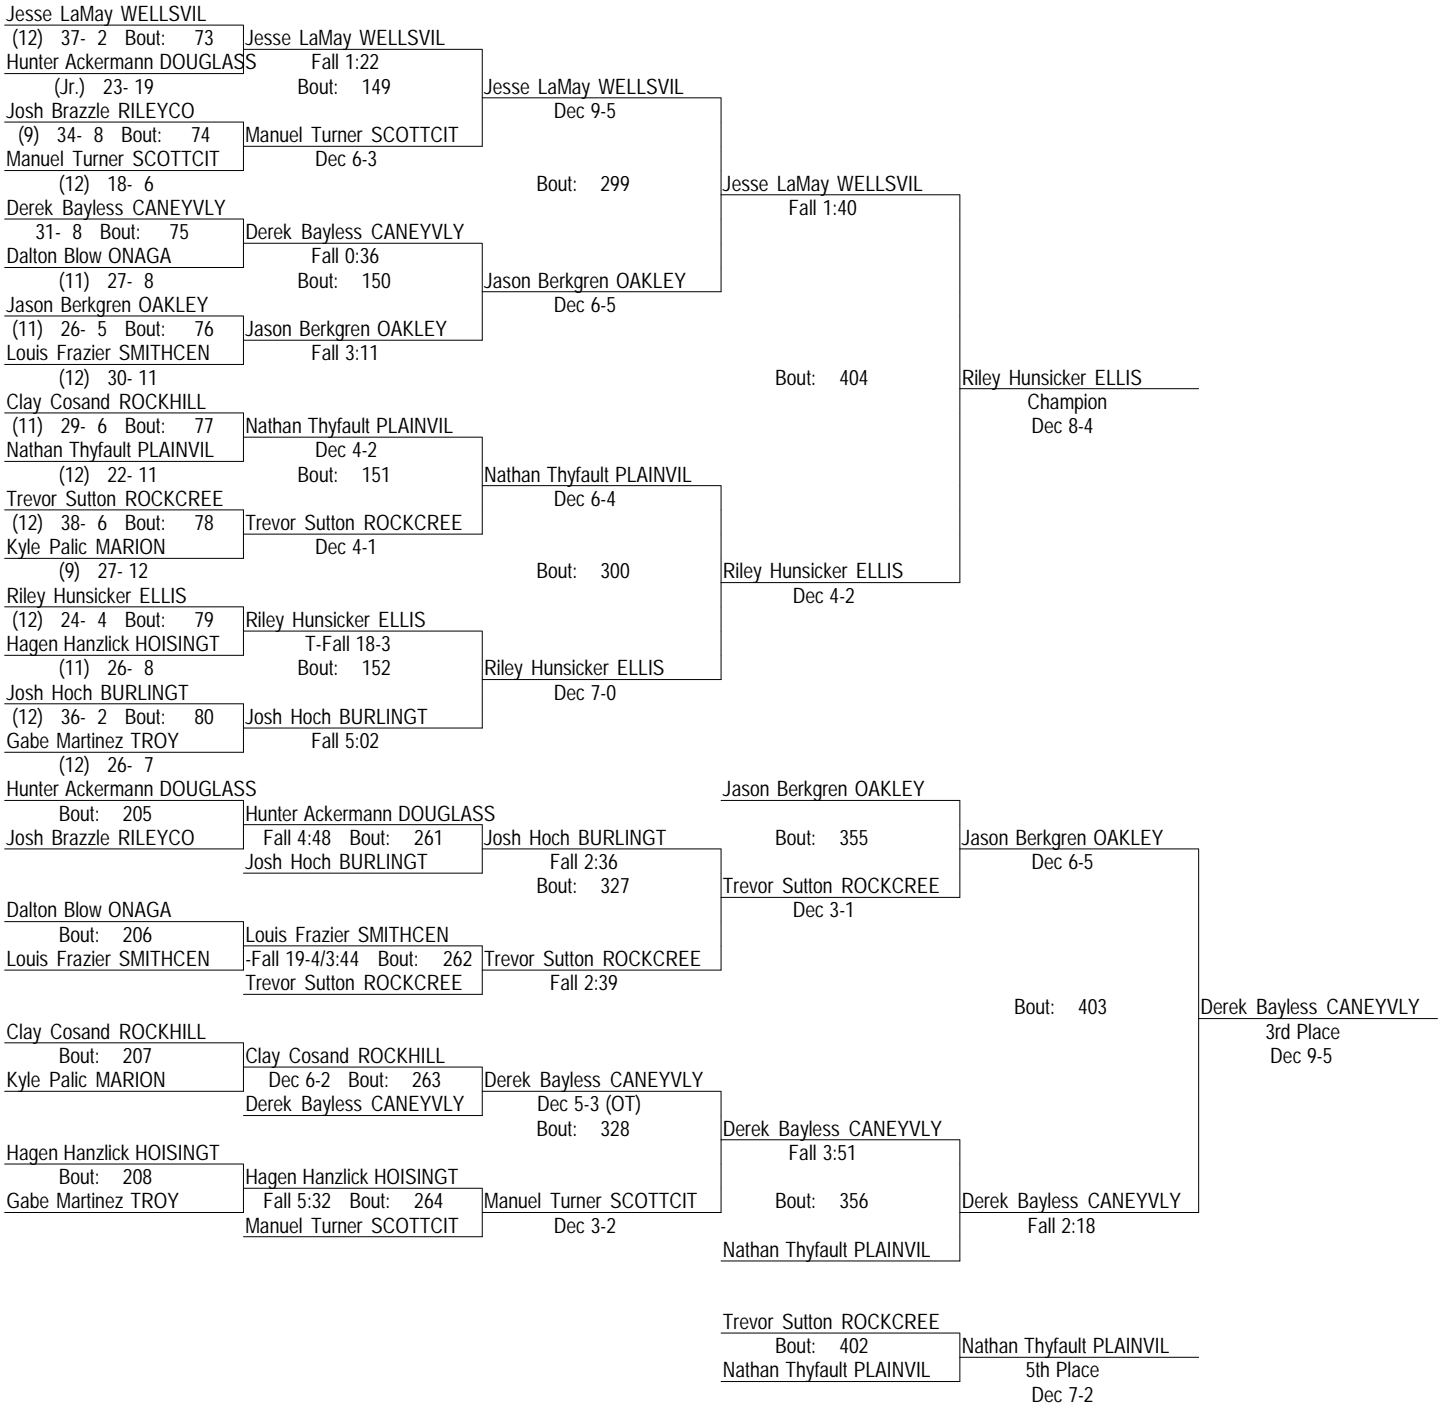 Jesse LaMay WELLSVIL
(12) 37- 2 Bout: 73 Jesse LaMay WELLSVIL
Hunter Ackermann DOUGLASS Fall 1:22
(Jr.) 23- 19 Bout: 149 Jesse LaMay WELLSVIL
Josh Brazzle RILEYCO Dec 9-5
(9) 34- 8 Bout: 74 Manuel Turner SCOTTCIT
Manuel Turner SCOTTCIT Dec 6-3
(12) 18- 6 Bout: 299 Jesse LaMay WELLSVIL
Derek Bayless CANEYVLY Fall 1:40
31- 8 Bout: 75 Derek Bayless CANEYVLY
Dalton Blow ONAGA Fall 0:36
(11) 27- 8 Bout: 150 Jason Berkgren OAKLEY
Jason Berkgren OAKLEY Dec 6-5
(11) 26- 5 Bout: 76 Jason Berkgren OAKLEY
Louis Frazier SMITHCEN Fall 3:11
(12) 30- 11 Bout: 404 Riley Hunsicker ELLIS
Clay Cosand ROCKHILL Champion
(11) 29- 6 Bout: 77 Nathan Thyfault PLAINVIL Dec 8-4
Nathan Thyfault PLAINVIL Dec 4-2
(12) 22- 11 Bout: 151 Nathan Thyfault PLAINVIL
Trevor Sutton ROCKCREE Dec 6-4
(12) 38- 6 Bout: 78 Trevor Sutton ROCKCREE
Kyle Palic MARION Dec 4-1
(9) 27- 12 Bout: 300 Riley Hunsicker ELLIS
Riley Hunsicker ELLIS Dec 4-2
(12) 24- 4 Bout: 79 Riley Hunsicker ELLIS
Hagen Hanzlick HOISINGT T-Fall 18-3
(11) 26- 8 Bout: 152 Riley Hunsicker ELLIS
Josh Hoch BURLINGT Dec 7-0
(12) 36- 2 Bout: 80 Josh Hoch BURLINGT
Gabe Martinez TROY Fall 5:02
(12) 26- 7
Hunter Ackermann DOUGLASS Jason Berkgren OAKLEY
Bout: 205 Hunter Ackermann DOUGLASS
Josh Brazzle RILEYCO Fall 4:48 Bout: 261 Josh Hoch BURLINGT Bout: 355 Jason Berkgren OAKLEY
Josh Hoch BURLINGT Fall 2:36 Dec 6-5
Bout: 327 Trevor Sutton ROCKCREE
Dalton Blow ONAGA Dec 3-1
Bout: 206 Louis Frazier SMITHCEN
Louis Frazier SMITHCEN -Fall 19-4/3:44 Bout: 262 Trevor Sutton ROCKCREE
Trevor Sutton ROCKCREE Fall 2:39
Bout: 403 Derek Bayless CANEYVLY
Clay Cosand ROCKHILL 3rd Place
Bout: 207 Clay Cosand ROCKHILL Dec 9-5
Kyle Palic MARION Dec 6-2 Bout: 263 Derek Bayless CANEYVLY
Derek Bayless CANEYVLY Dec 5-3 (OT)
Bout: 328 Derek Bayless CANEYVLY
Hagen Hanzlick HOISINGT Fall 3:51
Bout: 208 Hagen Hanzlick HOISINGT
Gabe Martinez TROY Fall 5:32 Bout: 264 Manuel Turner SCOTTCIT Bout: 356 Derek Bayless CANEYVLY
Manuel Turner SCOTTCIT Dec 3-2 Fall 2:18
Nathan Thyfault PLAINVIL
Trevor Sutton ROCKCREE
Bout: 402 Nathan Thyfault PLAINVIL
Nathan Thyfault PLAINVIL 5th Place
Dec 7-2